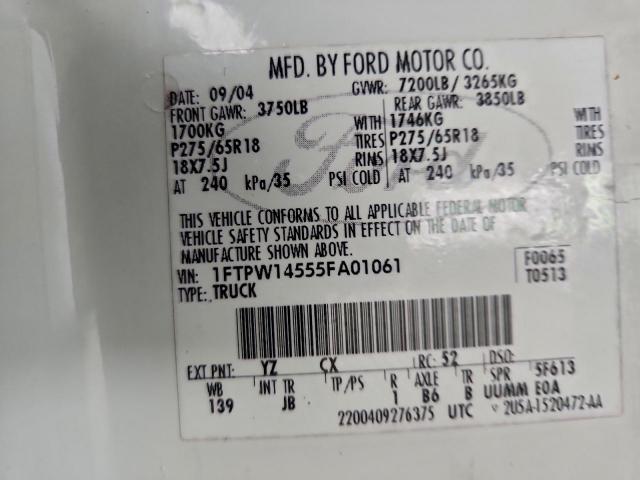 MFD. BY FORD MOTOR CO.
DATE: 09/04 GVWR: 7200LB/ 3265KG
FRONT GAWR: 3750LB REAR GAWR: 3850LB
1700KG WITH 1746KG WITH
P275/65R18 TIRES P275/65R18 TIRES
18X7.5J RIMS 18X7.5J RIMS
AT 240 kPa/35 PSI COLD AT 240 kPa/35 PSI COLD
Ford
THIS VEHICLE CONFORMS TO ALL APPLICABLE FEDERAL MOTOR
VEHICLE SAFETY STANDARDS IN EFFECT ON THE DATE OF
MANUFACTURE SHOWN ABOVE.
VIN: 1FTPW14555FA01061 F0065
TYPE: TRUCK T0513
EXT PNT: YZ CX RC: 52 DSO:
WB INT TR TP/PS R AXLE TR SPR 5F613
139 JB 1 B6 B UUMM E0A
2200409276375 UTC 2U5A-1520472-AA